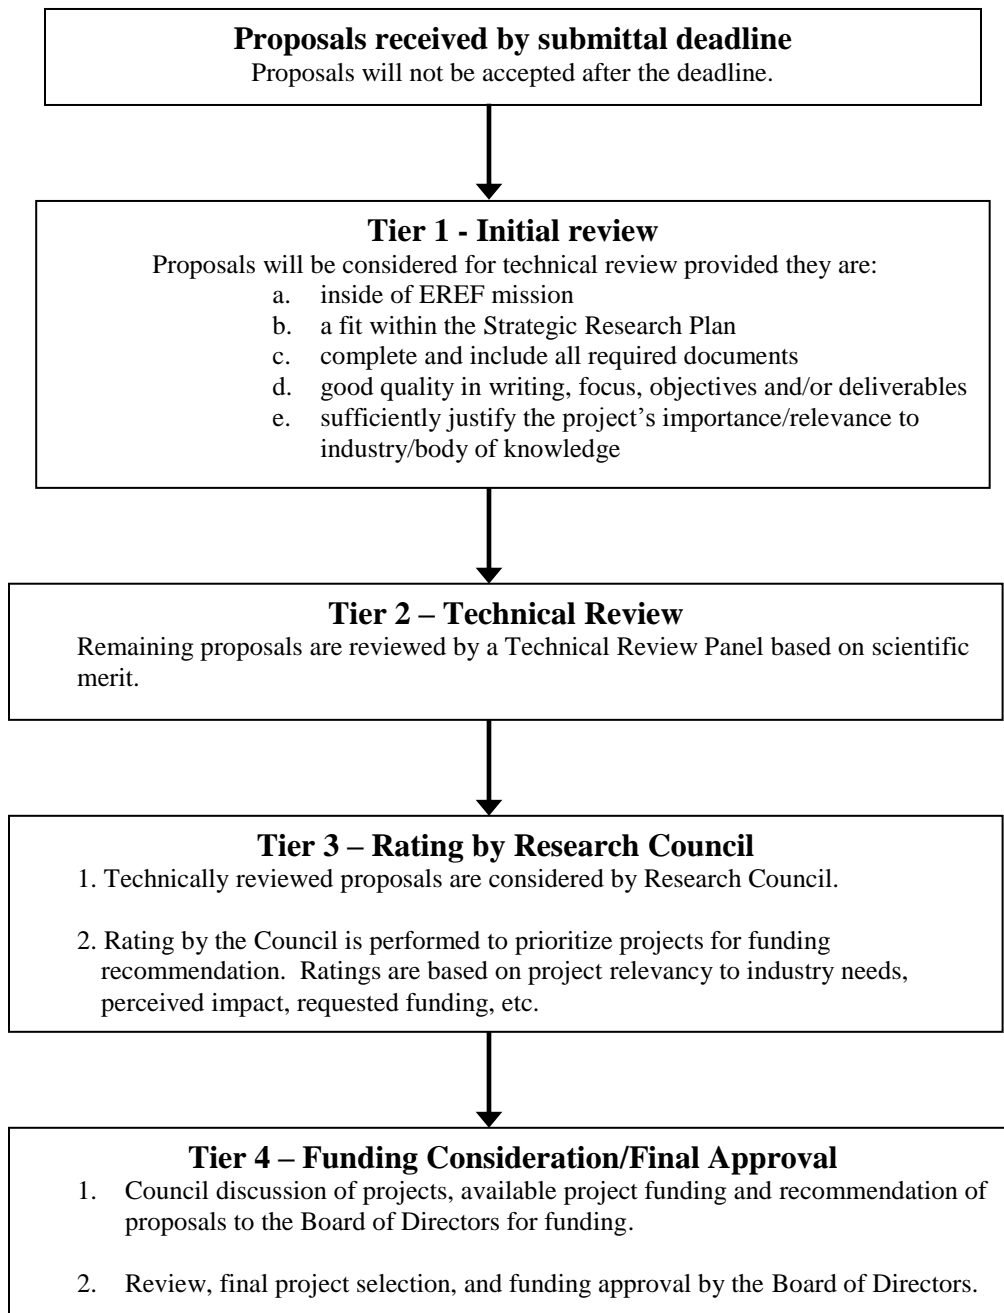 Proposals received by submittal deadline
Proposals will not be accepted after the deadline.
Tier 1 - Initial review
Proposals will be considered for technical review provided they are:
a. inside of EREF mission
b. a fit within the Strategic Research Plan
c. complete and include all required documents
d. good quality in writing, focus, objectives and/or deliverables
e. sufficiently justify the project’s importance/relevance to
industry/body of knowledge
Tier 2 – Technical Review
Remaining proposals are reviewed by a Technical Review Panel based on scientific
merit.
Tier 3 – Rating by Research Council
1. Technically reviewed proposals are considered by Research Council.
2. Rating by the Council is performed to prioritize projects for funding
recommendation.  Ratings are based on project relevancy to industry needs,
perceived impact, requested funding, etc.
Tier 4 – Funding Consideration/Final Approval
1. Council discussion of projects, available project funding and recommendation of
proposals to the Board of Directors for funding.
2. Review, final project selection, and funding approval by the Board of Directors.